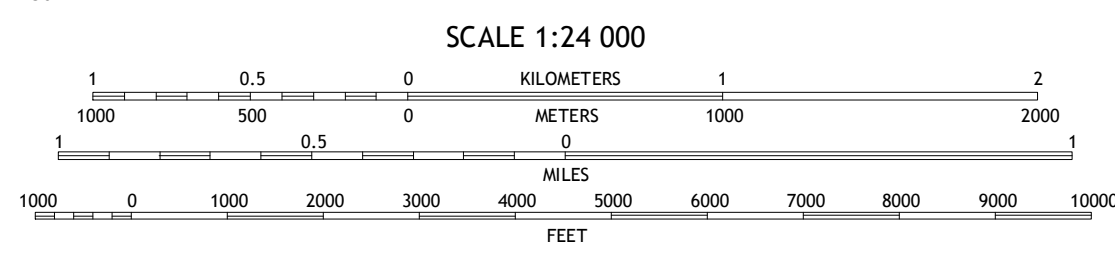 SCALE 1:24 000
1 0.5 0 KILOMETERS 1 2
1000 500 0 METERS 1000 2000
1 0.5 0 1
MILES
1000 0 1000 2000 3000 4000 5000 6000 7000 8000 9000 10000
FEET